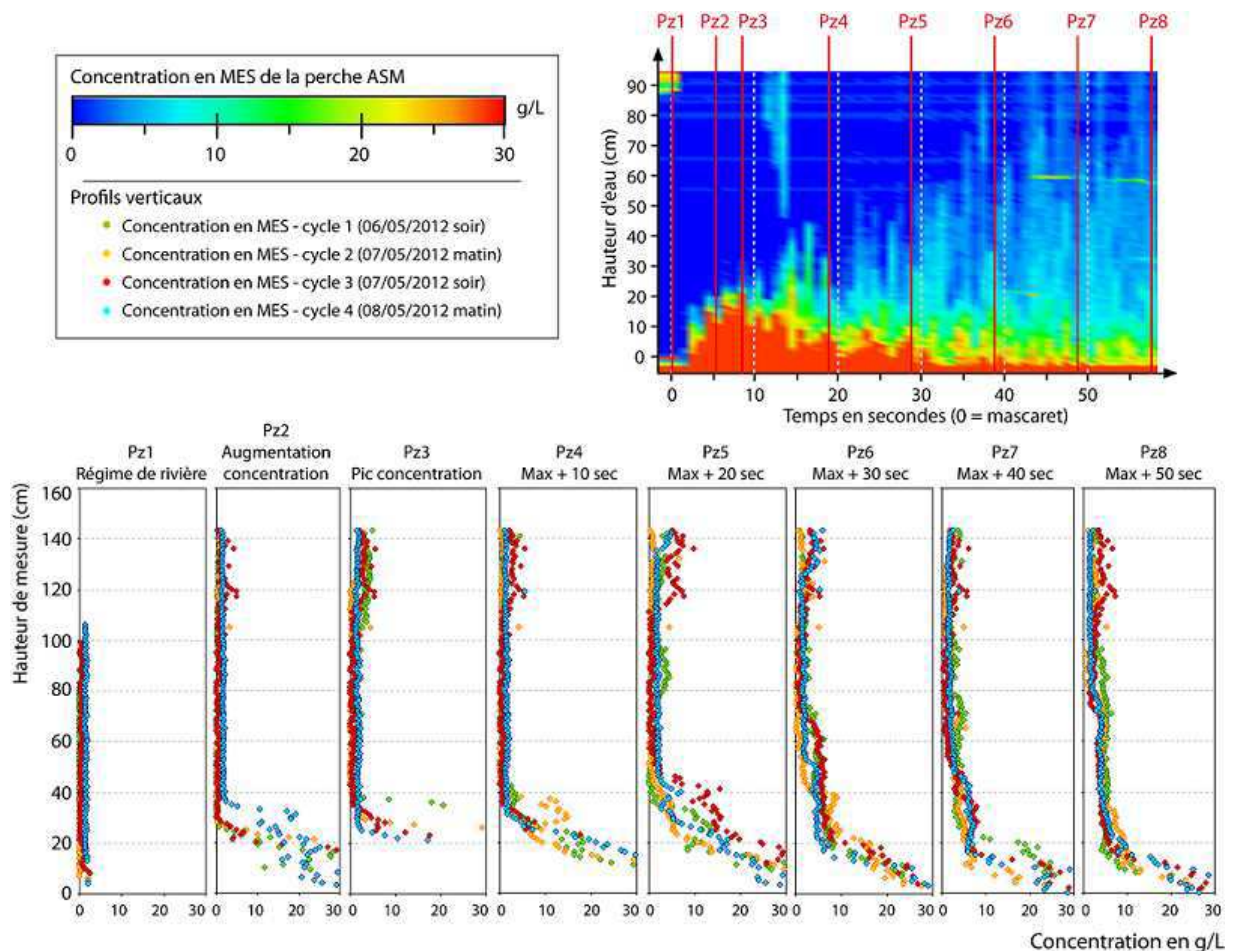 Concentration en MES de la perche ASM
g/L
0 10 20 30
Profils verticaux
Concentration en MES - cycle 1 (06/05/2012 soir)
Concentration en MES - cycle 2 (07/05/2012 matin)
Concentration en MES - cycle 3 (07/05/2012 soir)
Concentration en MES - cycle 4 (08/05/2012 matin)
Pz1 Pz2 Pz3 Pz4 Pz5 Pz6 Pz7 Pz8
Hauteur d'eau (cm)
90
80
70
60
50
40
30
20
10
0
0 10 20 30 40 50
Temps en secondes (0 = mascaret)
Pz1
Régime de rivière
Pz2
Augmentation
concentration
Pz3
Pic concentration
Pz4
Max + 10 sec
Pz5
Max + 20 sec
Pz6
Max + 30 sec
Pz7
Max + 40 sec
Pz8
Max + 50 sec
Hauteur de mesure (cm)
160
140
120
100
80
60
40
20
0
0 10 20 30
0 10 20 30
0 10 20 30
0 10 20 30
0 10 20 30
0 10 20 30
0 10 20 30
0 10 20 30
Concentration en g/L